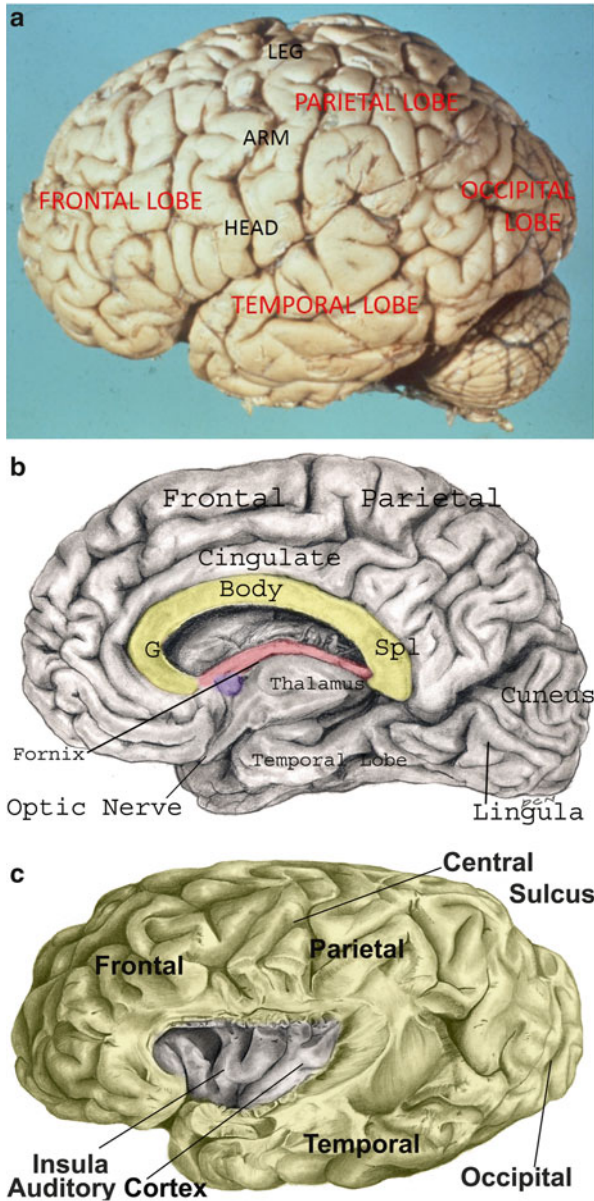 a
LEG
PARIETAL LOBE
ARM
FRONTAL LOBE
OCCIPITAL
LOBE
HEAD
TEMPORAL LOBE
b
Frontal Parietal
Cingulate
Body
G
Spl
Thalamus
Cuneus
Fornix
Temporal Lobe
Optic Nerve
Lingula
DCN
c
Central
Sulcus
Parietal
Frontal
Temporal
Insula
Auditory Cortex
Occipital